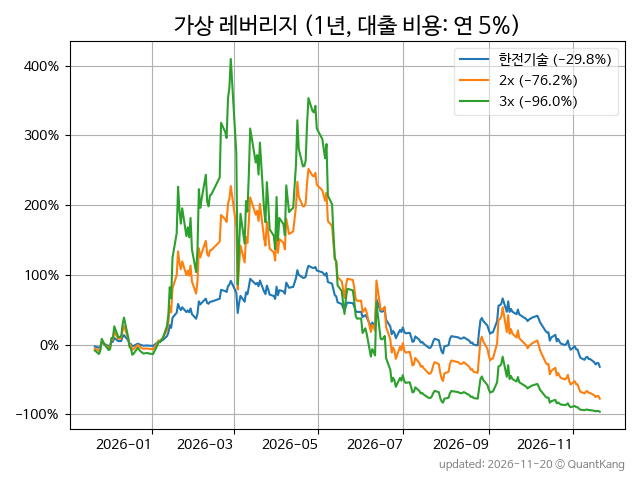 가상 레버리지 (1년, 대출 비용: 연 5%)
한전기술 (-29.8%)
2x (-76.2%)
3x (-96.0%)
400%
300%
200%
100%
0%
-100%
2026-01 2026-03 2026-05 2026-07 2026-09 2026-11
updated: 2026-11-20 © QuantKang